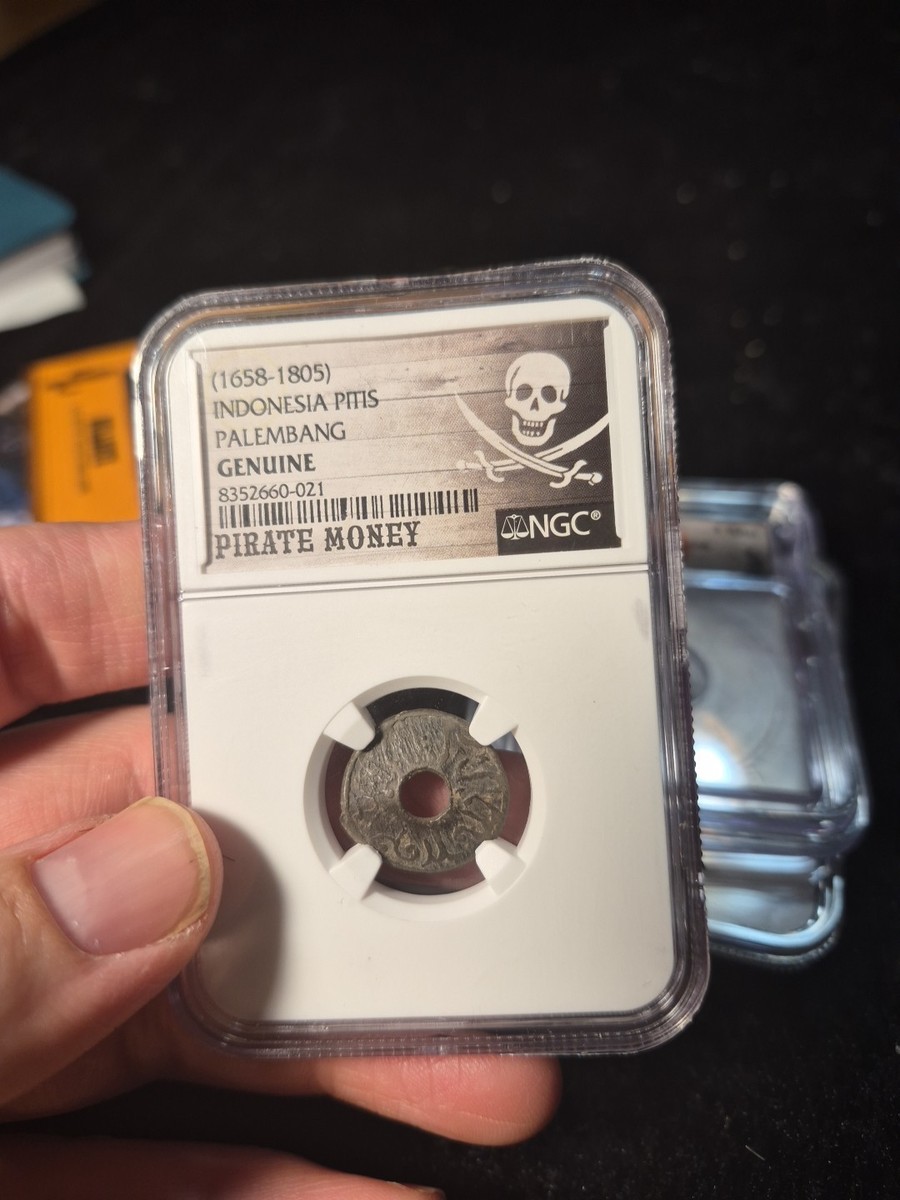 (1658-1805)
INDONESIA PITIS
PALEMBANG
GENUINE
8352660-021
PIRATE MONEY
NGC®